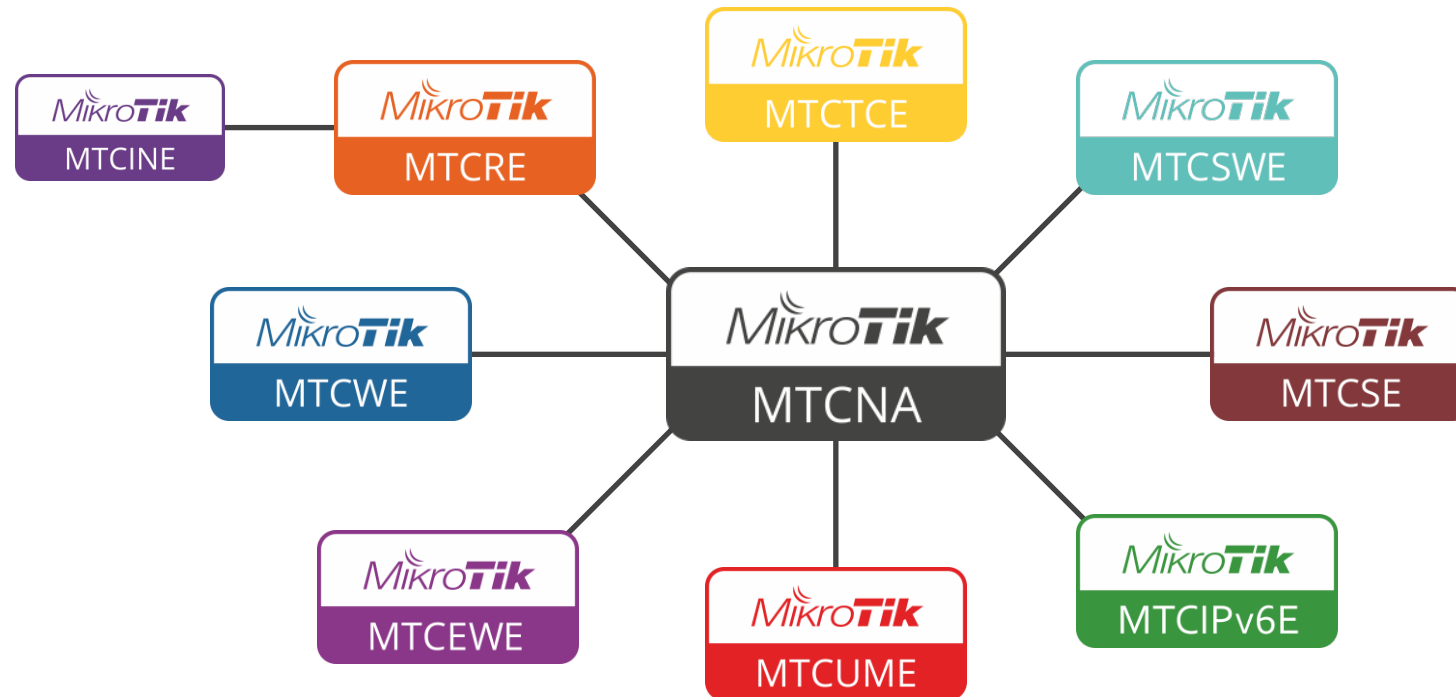 MikroTik
MTCTCE
MikroTik
MTCINE
MikroTik
MTCRE
MikroTik
MTCSWE
MikroTik
MTCWE
MikroTik
MTCNA
MikroTik
MTCSE
MikroTik
MTCEWE
MikroTik
MTCUME
MikroTik
MTCIPv6E